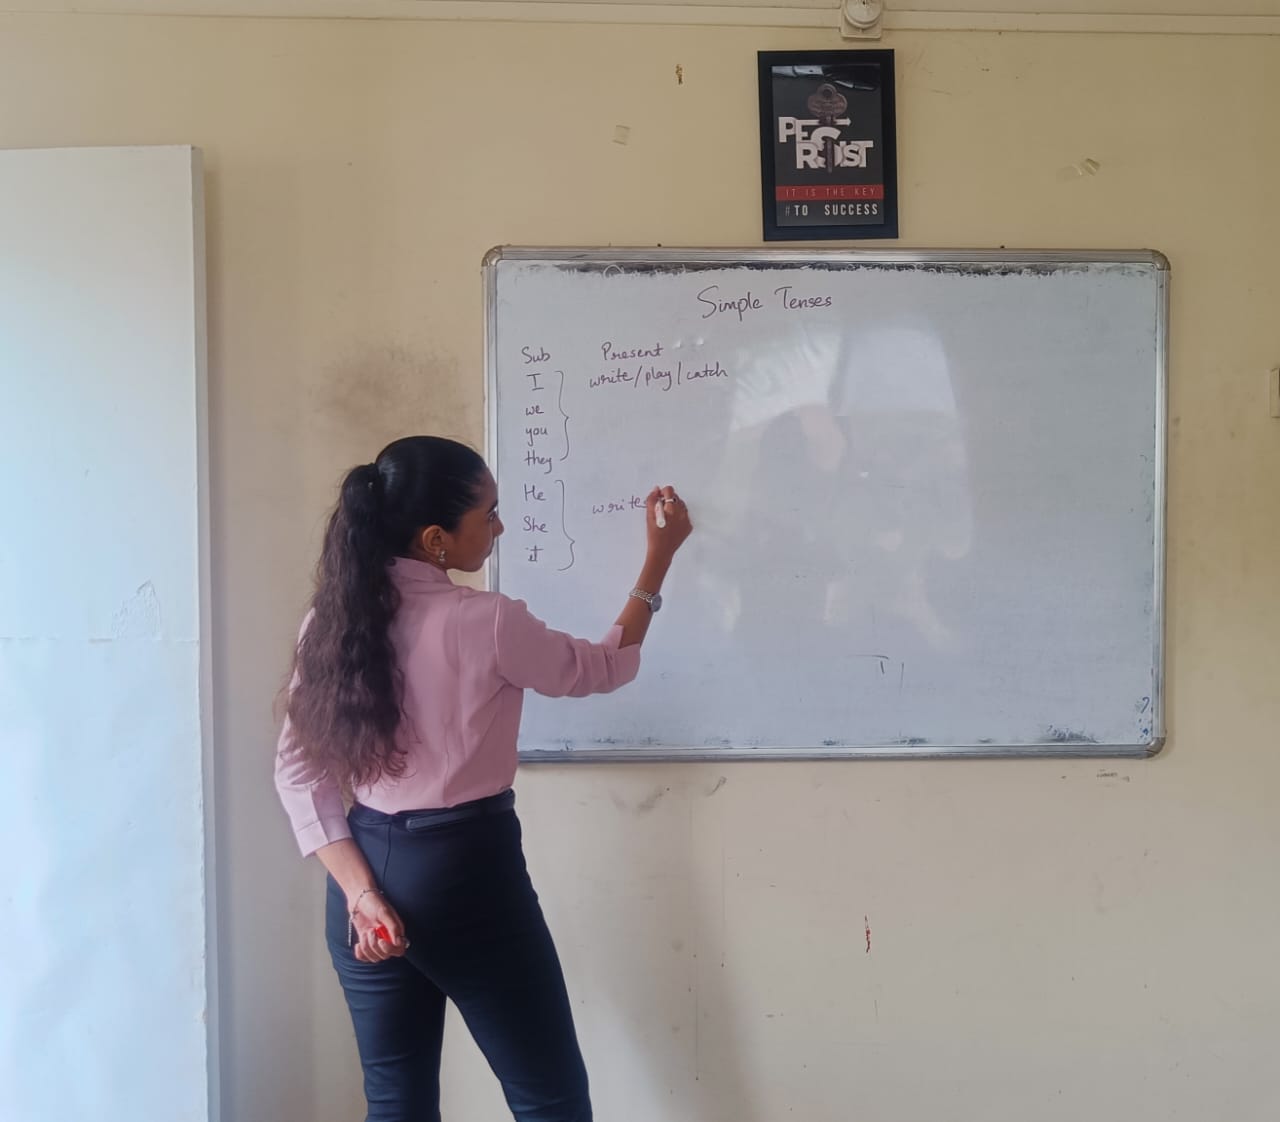 PERSIST
IT IS THE KEY
#TO SUCCESS
Simple Tenses
Sub Present
I write/play/catch
we
you
they
He writes
She
it